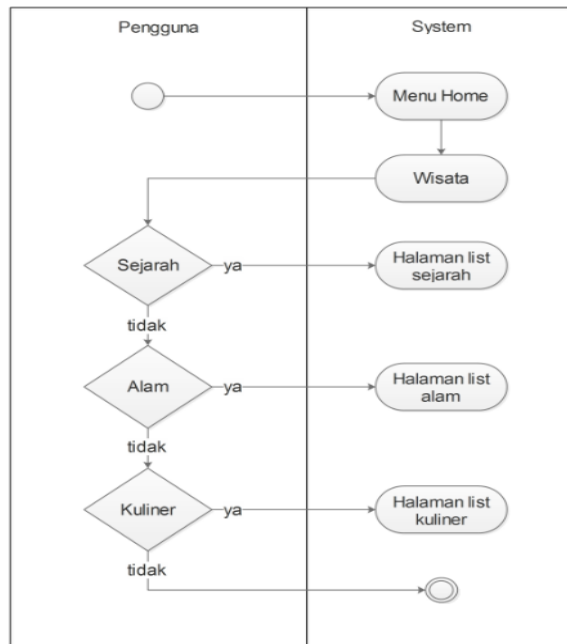 Pengguna
System
Menu Home
Wisata
Sejarah
ya
Halaman list
sejarah
tidak
Alam
ya
Halaman list
alam
tidak
Kuliner
ya
Halaman list
kuliner
tidak